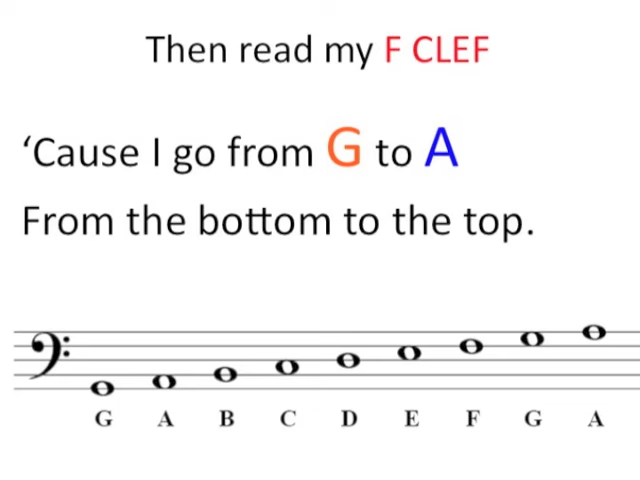 Then read my F CLEF
‘Cause I go from G to A
From the bottom to the top.
G A B C D E F G A